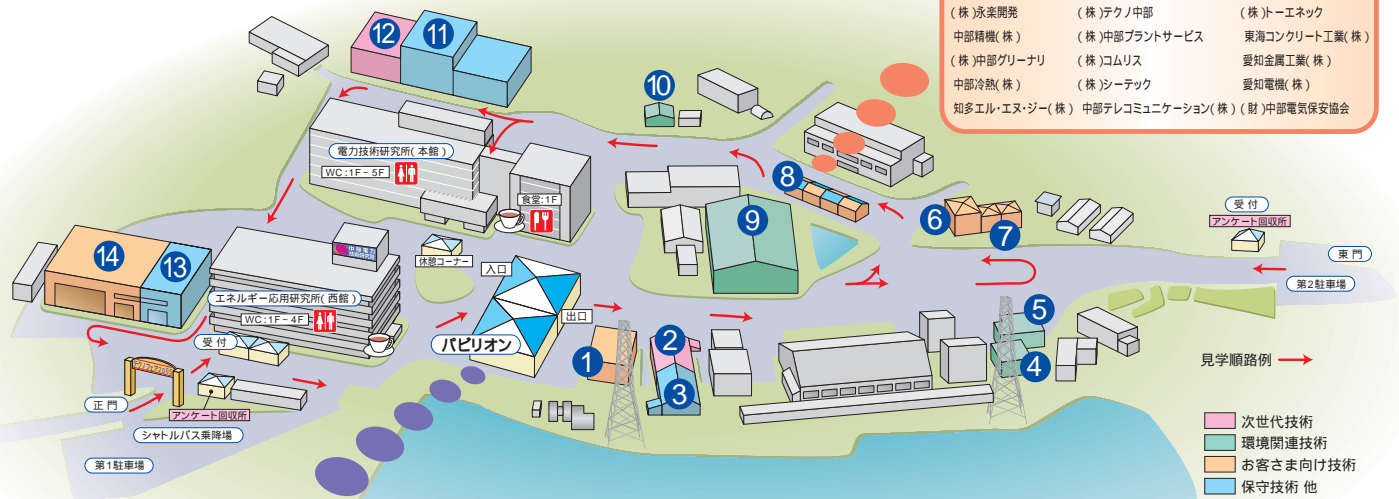 (株)永楽開発 (株)テクノ中部 (株)トーエネック
中部精機(株) (株)中部プラントサービス 東海コンクリート工業(株)
(株)中部グリーナリ (株)コムリス 愛知金属工業(株)
中部冷熱(株) (株)シーテック 愛知電機(株)
知多エル・エヌ・ジー(株) 中部テレコミュニケーション(株) (財)中部電気保安協会
12
11
10
電力技術研究所(本館)
WC:1F-5F
食堂:1F
8
9
6
7
受付
アンケート回収所
東門
第2駐車場
14
13
中部電力
技術研究所
休憩コーナー
入口
エネルギー応用研究所(西館)
WC:1F-4F
出口
パビリオン
受付
1
2
3
5
4
見学順路例
正門
アンケート回収所
シャトルバス乗降場
第1駐車場
次世代技術
環境関連技術
お客さま向け技術
保守技術 他